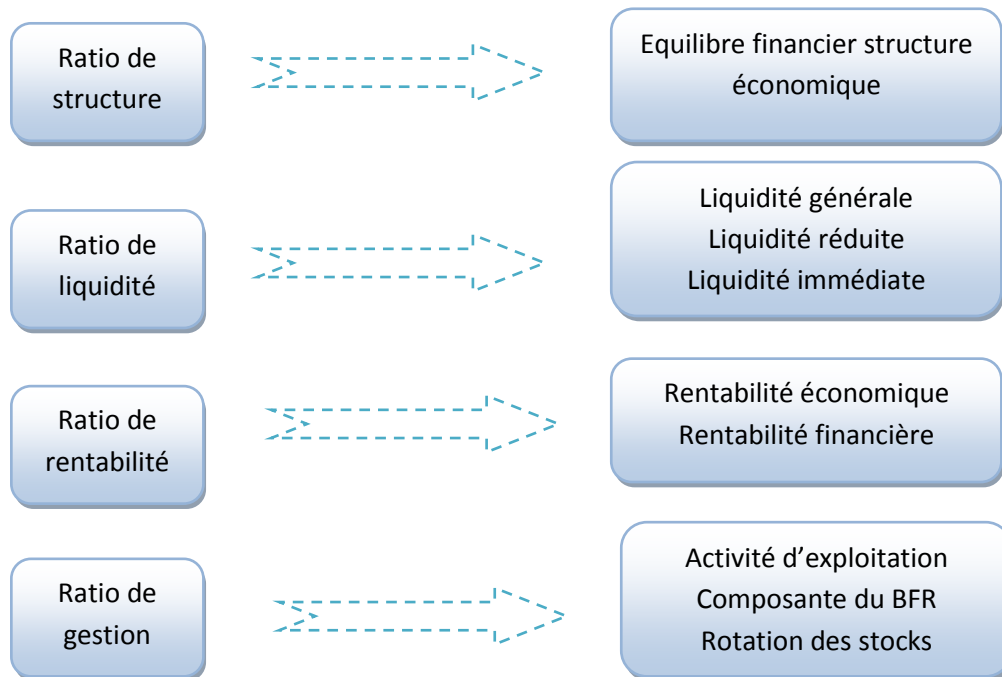 Ratio de
structure
Equilibre financier structure
économique
Ratio de
liquidité
Liquidité générale
Liquidité réduite
Liquidité immédiate
Ratio de
rentabilité
Rentabilité économique
Rentabilité financière
Ratio de
gestion
Activité d’exploitation
Composante du BFR
Rotation des stocks